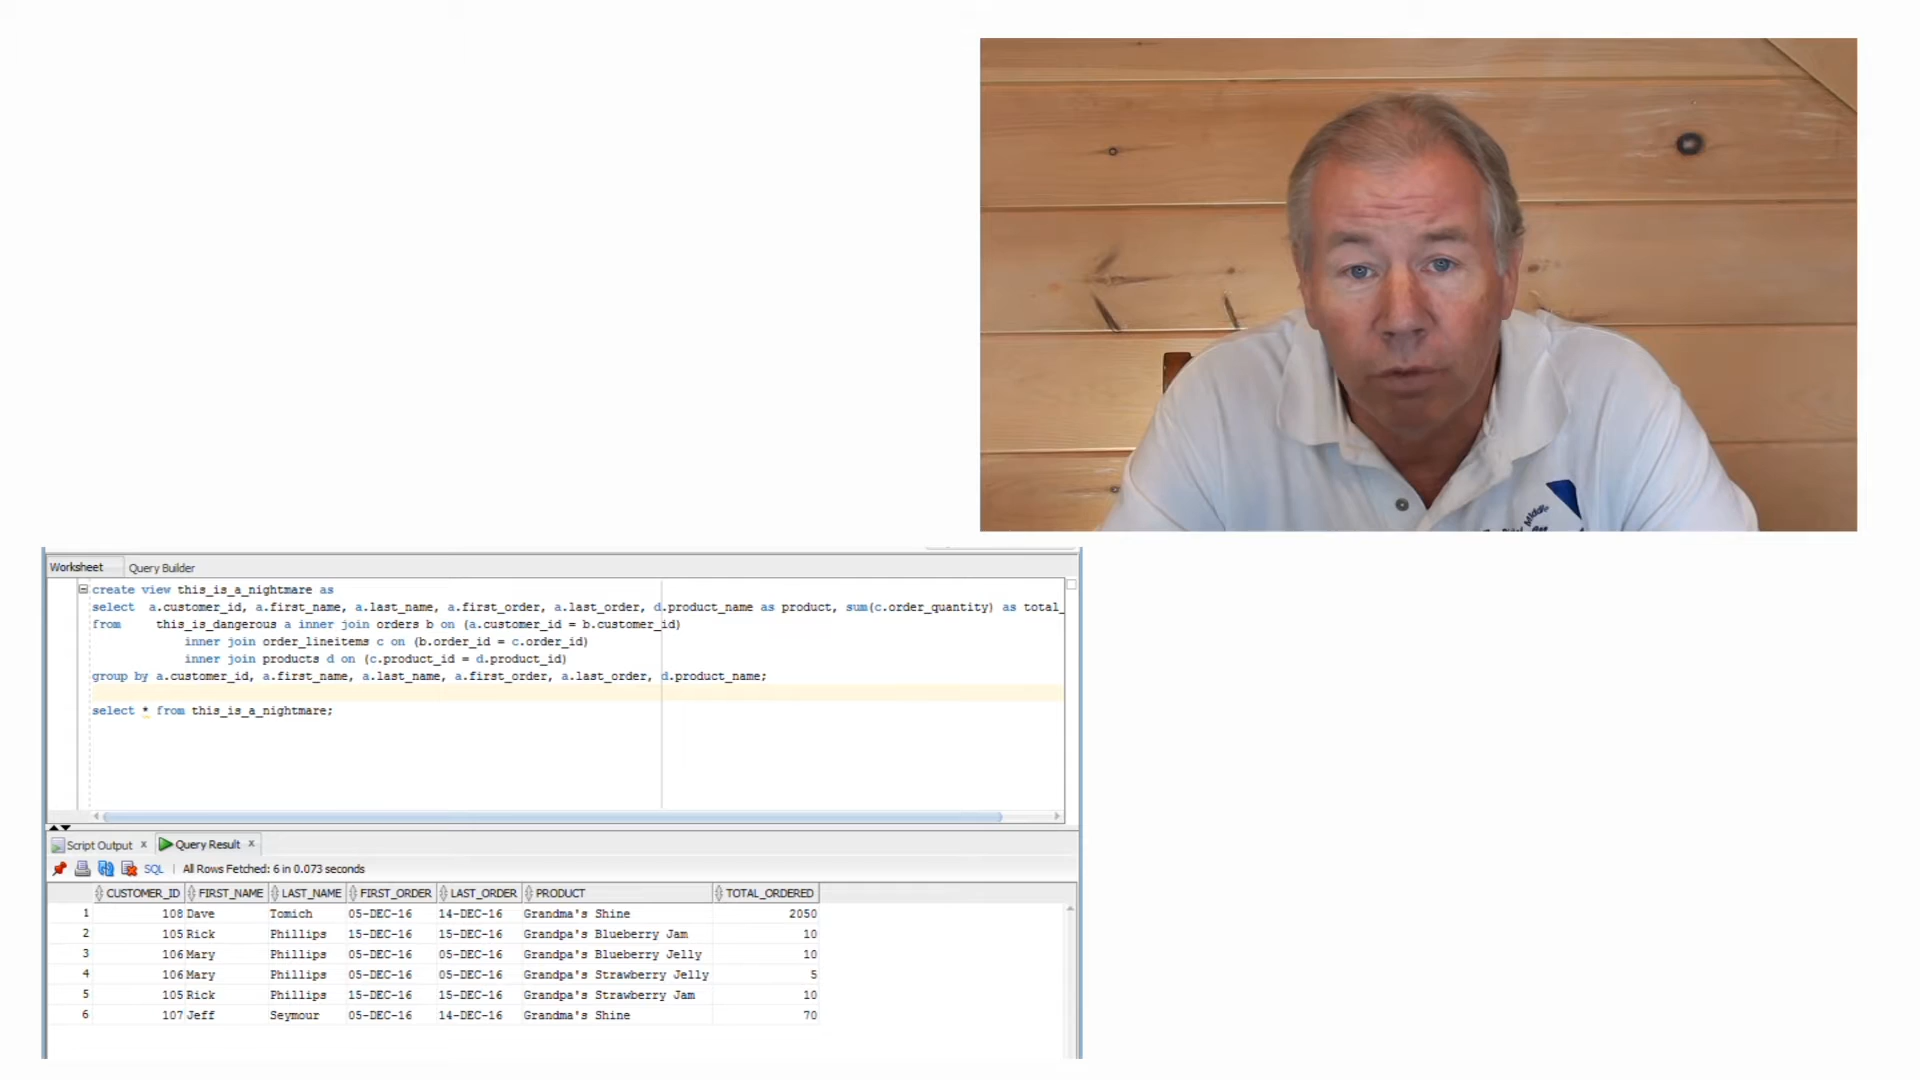 Middle
Worksheet Query Builder
create view this_is_a_nightmare as
select a.customer_id, a.first_name, a.last_name, a.first_order, a.last_order, d.product_name as product, sum(c.order_quantity) as total_
from this_is_dangerous a inner join orders b on (a.customer_id = b.customer_id)
inner join order_lineitems c on (b.order_id = c.order_id)
inner join products d on (c.product_id = d.product_id)
group by a.customer_id, a.first_name, a.last_name, a.first_order, a.last_order, d.product_name;
select * from this_is_a_nightmare;
Script Output x Query Result x
SQL | All Rows Fetched: 6 in 0.073 seconds
CUSTOMER_ID FIRST_NAME LAST_NAME FIRST_ORDER LAST_ORDER PRODUCT TOTAL_ORDERED
1 108 Dave Tomich 05-DEC-16 14-DEC-16 Grandma's Shine 2050
2 105 Rick Phillips 15-DEC-16 15-DEC-16 Grandpa's Blueberry Jam 10
3 106 Mary Phillips 05-DEC-16 05-DEC-16 Grandpa's Blueberry Jelly 10
4 106 Mary Phillips 05-DEC-16 05-DEC-16 Grandpa's Strawberry Jelly 5
5 105 Rick Phillips 15-DEC-16 15-DEC-16 Grandpa's Strawberry Jam 10
6 107 Jeff Seymour 05-DEC-16 14-DEC-16 Grandma's Shine 70